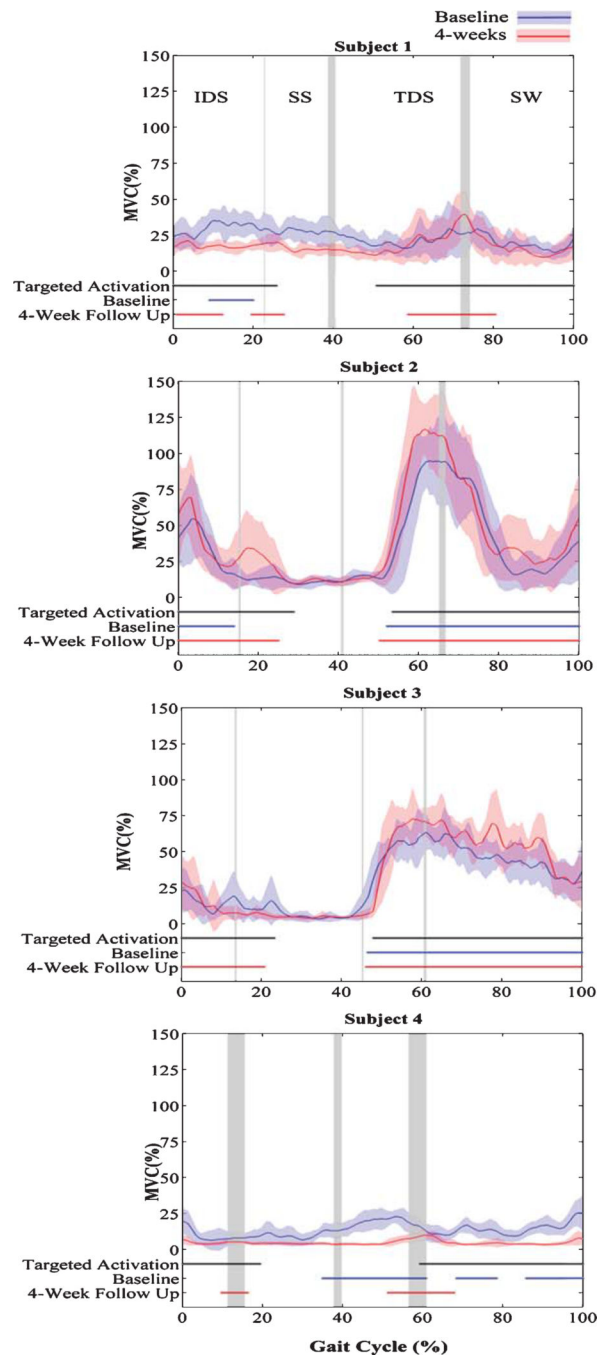 Baseline
4-weeks
Subject 1
150
125
100
75
50
25
0
MVC(%)
IDS SS TDS SW
Targeted Activation
Baseline
4-Week Follow Up
0 20 40 60 80 100
Subject 2
150
125
100
75
50
25
0
MVC(%)
Targeted Activation
Baseline
4-Week Follow Up
0 20 40 60 80 100
Subject 3
150
125
100
75
50
25
0
MVC(%)
Targeted Activation
Baseline
4-Week Follow Up
0 20 40 60 80 100
Subject 4
150
125
100
75
50
25
0
MVC(%)
Targeted Activation
Baseline
4-Week Follow Up
0 20 40 60 80 100
Gait Cycle (%)